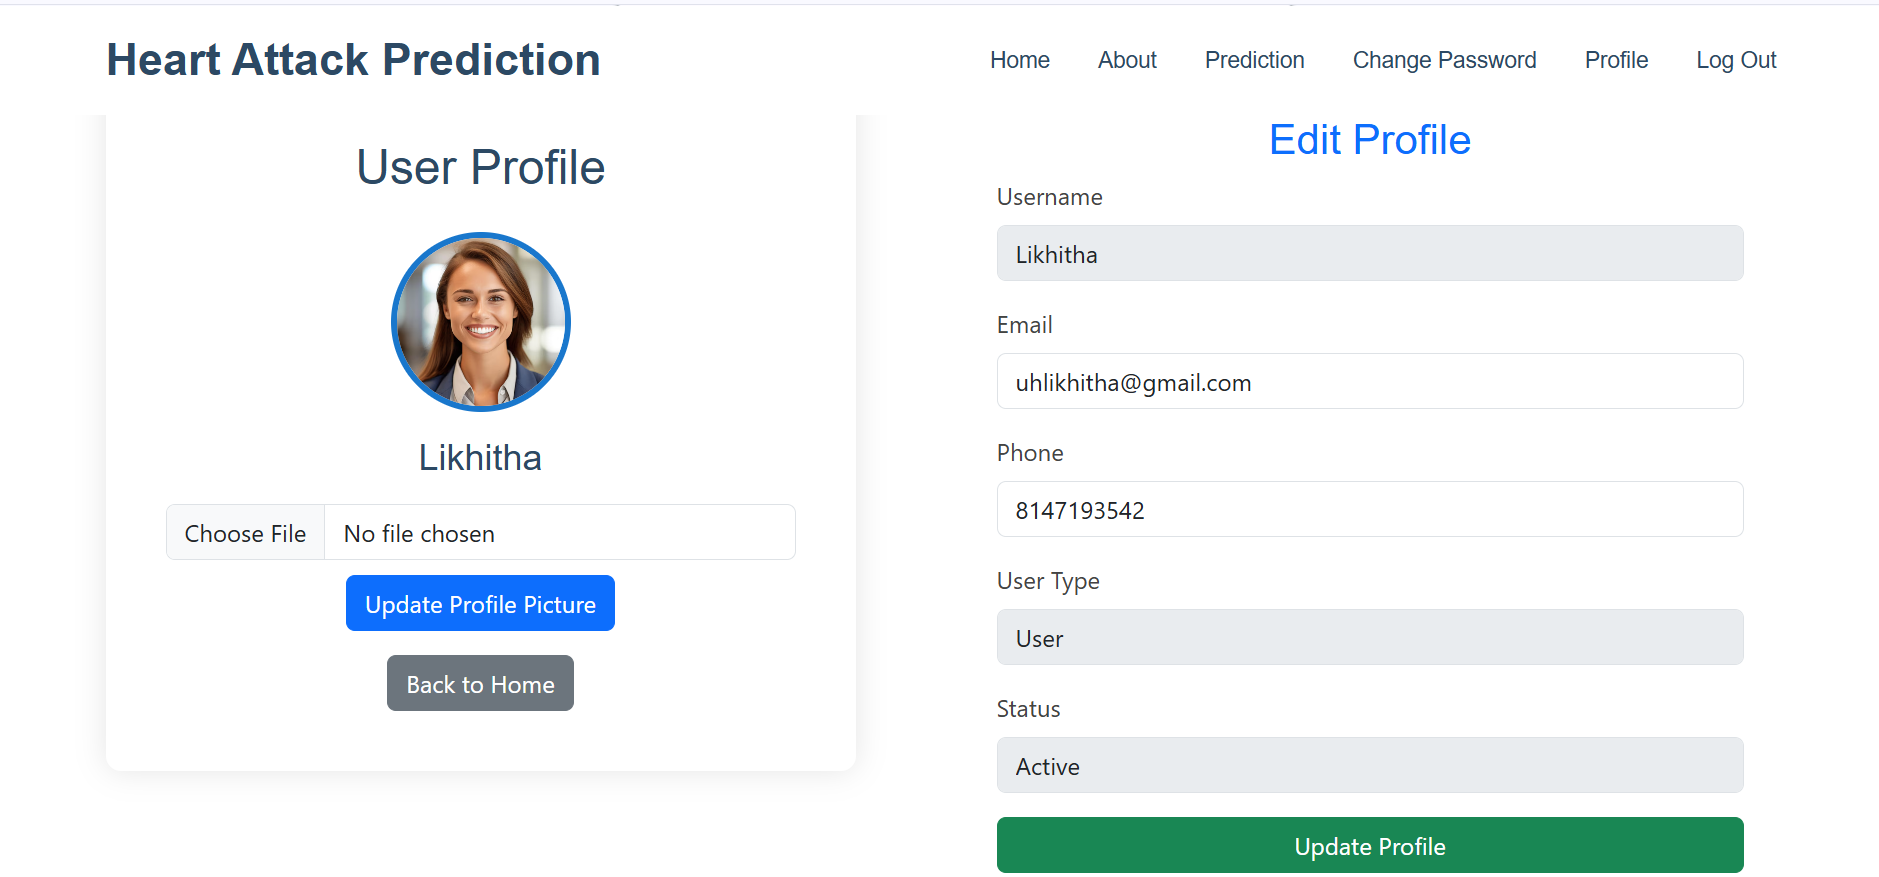 Heart Attack Prediction
Home About Prediction Change Password Profile Log Out
User Profile
Likhitha
Choose File No file chosen
Update Profile Picture
Back to Home
Edit Profile
Username
Likhitha
Email
uhlikhitha@gmail.com
Phone
8147193542
User Type
User
Status
Active
Update Profile